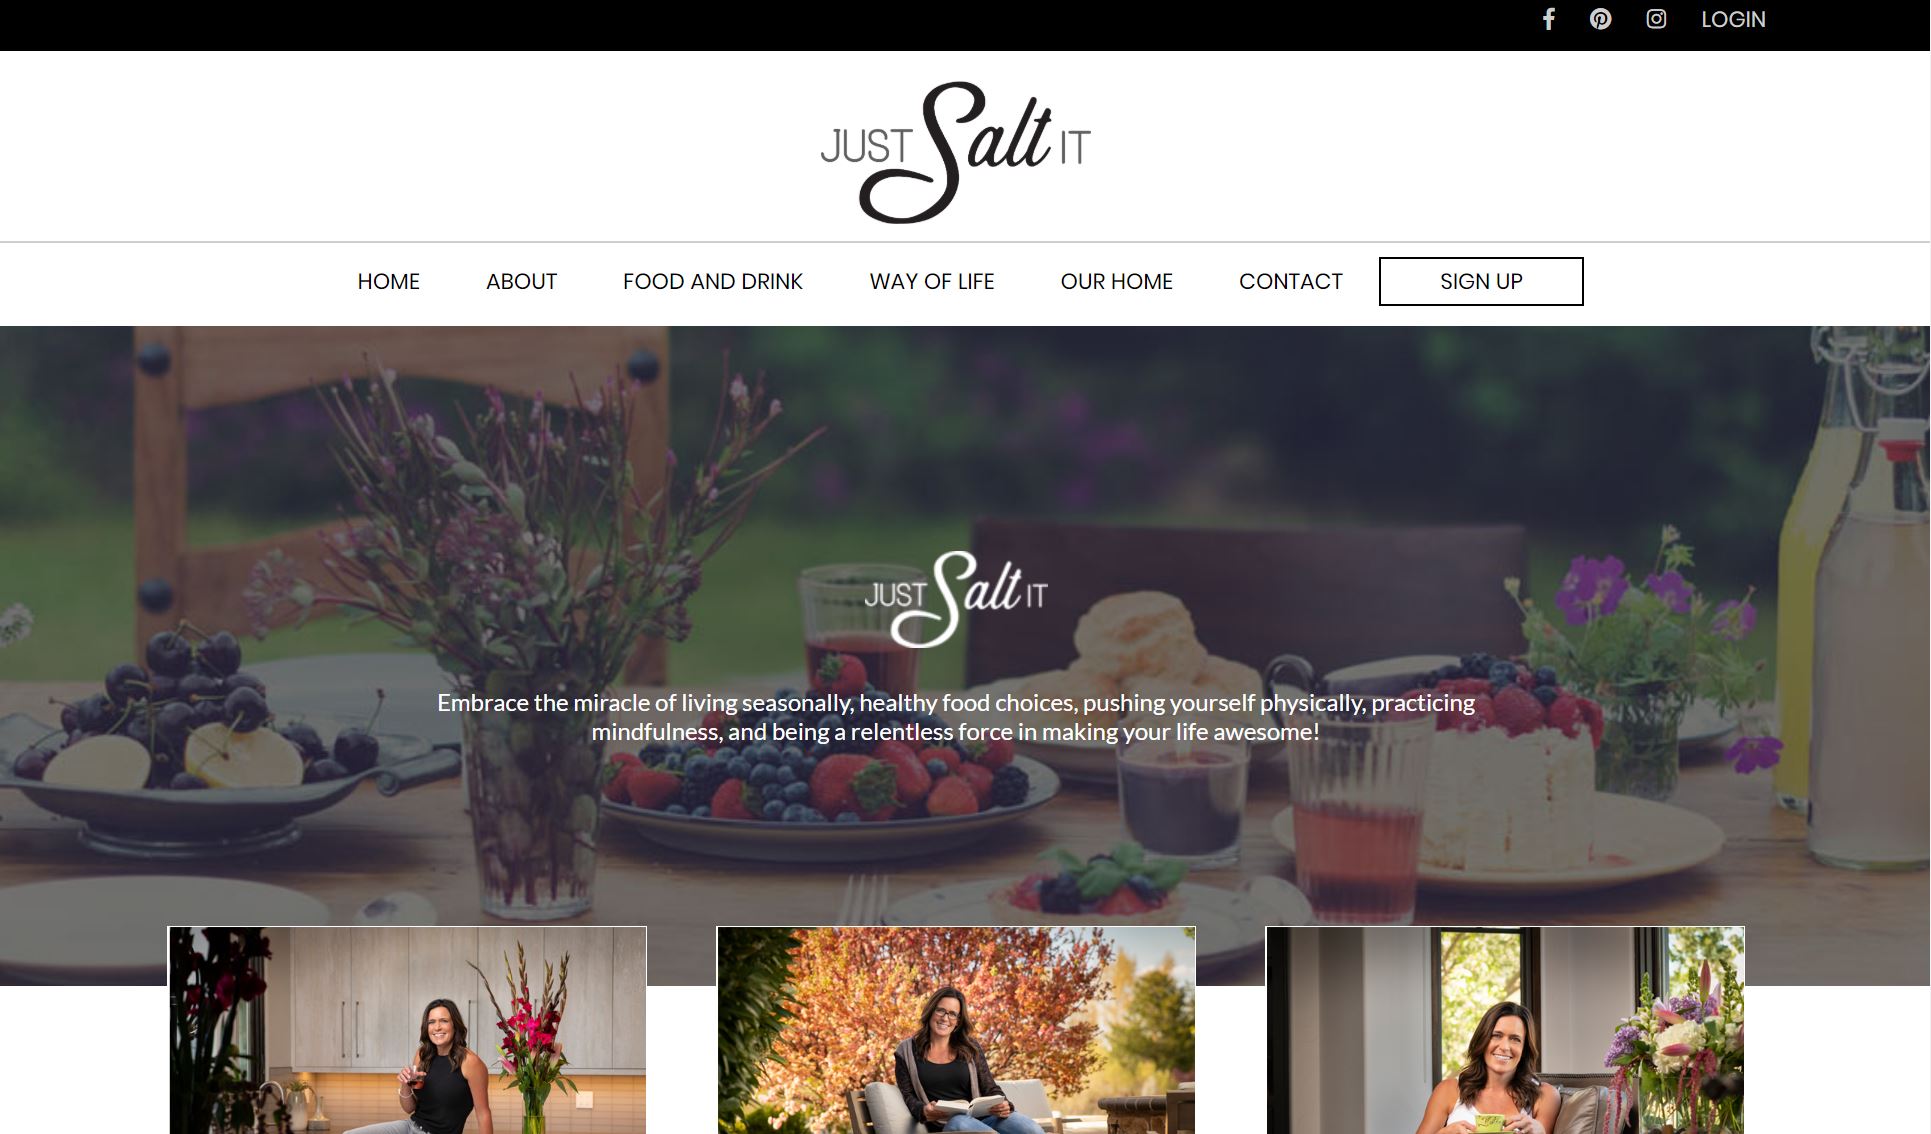 LOGIN
JUST Salt IT
HOME ABOUT FOOD AND DRINK WAY OF LIFE OUR HOME CONTACT SIGN UP
JUST Salt IT
Embrace the miracle of living seasonally, healthy food choices, pushing yourself physically, practicing
mindfulness, and being a relentless force in making your life awesome!